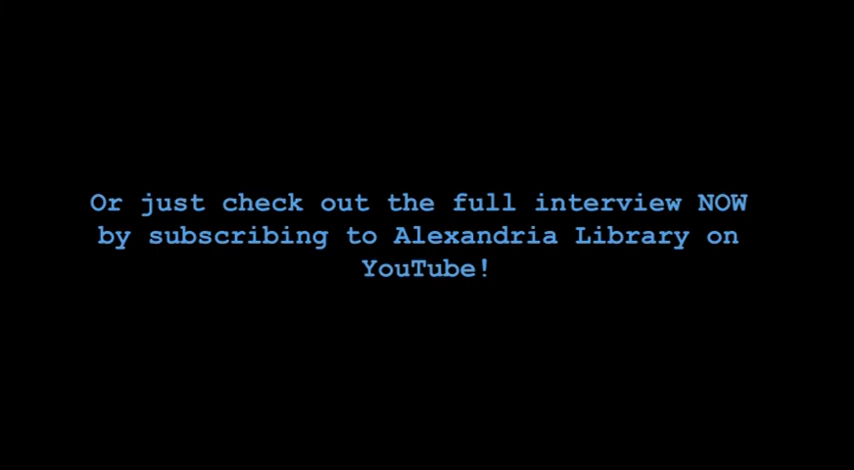 Or just check out the full interview NOW
by subscribing to Alexandria Library on
YouTube!